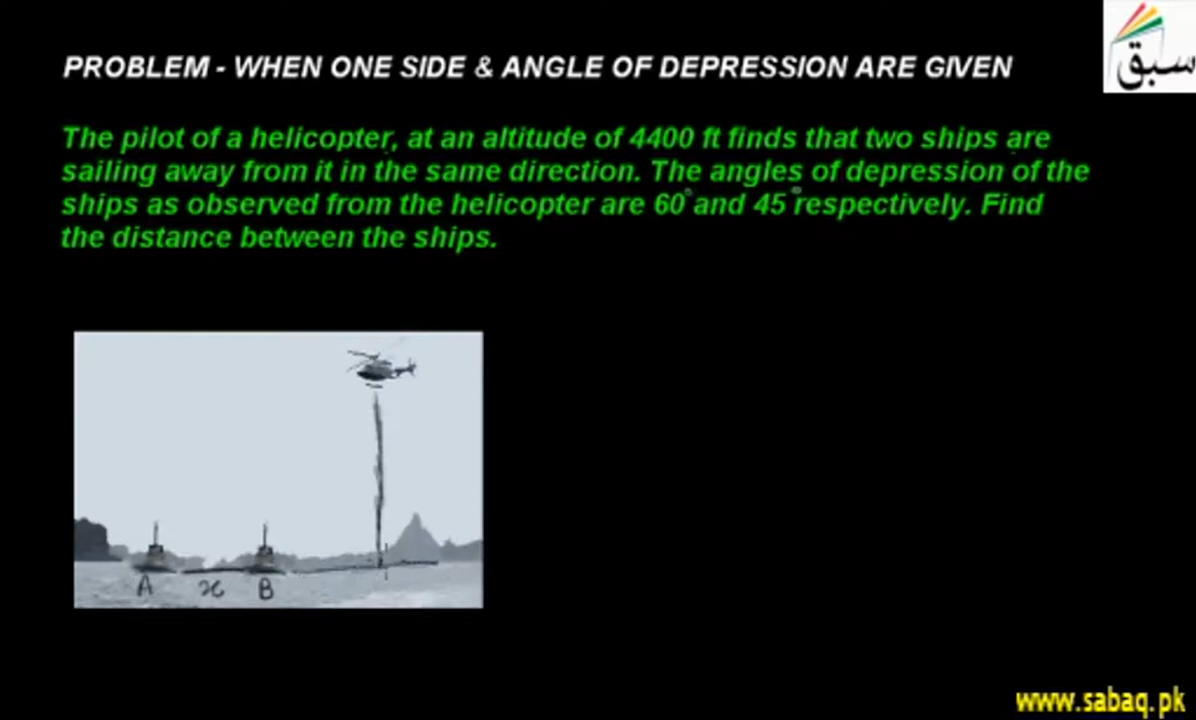 سبق
PROBLEM - WHEN ONE SIDE & ANGLE OF DEPRESSION ARE GIVEN
The pilot of a helicopter, at an altitude of 4400 ft finds that two ships are
sailing away from it in the same direction. The angles of depression of the
ships as observed from the helicopter are 60° and 45° respectively. Find
the distance between the ships.
A x B
www.sabaq.pk